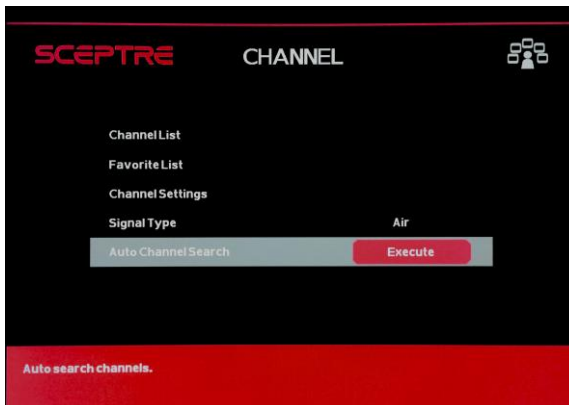 SCEPTRE CHANNEL
Channel List
Favorite List
Channel Settings
Signal Type Air
Auto Channel Search Execute
Auto search channels.